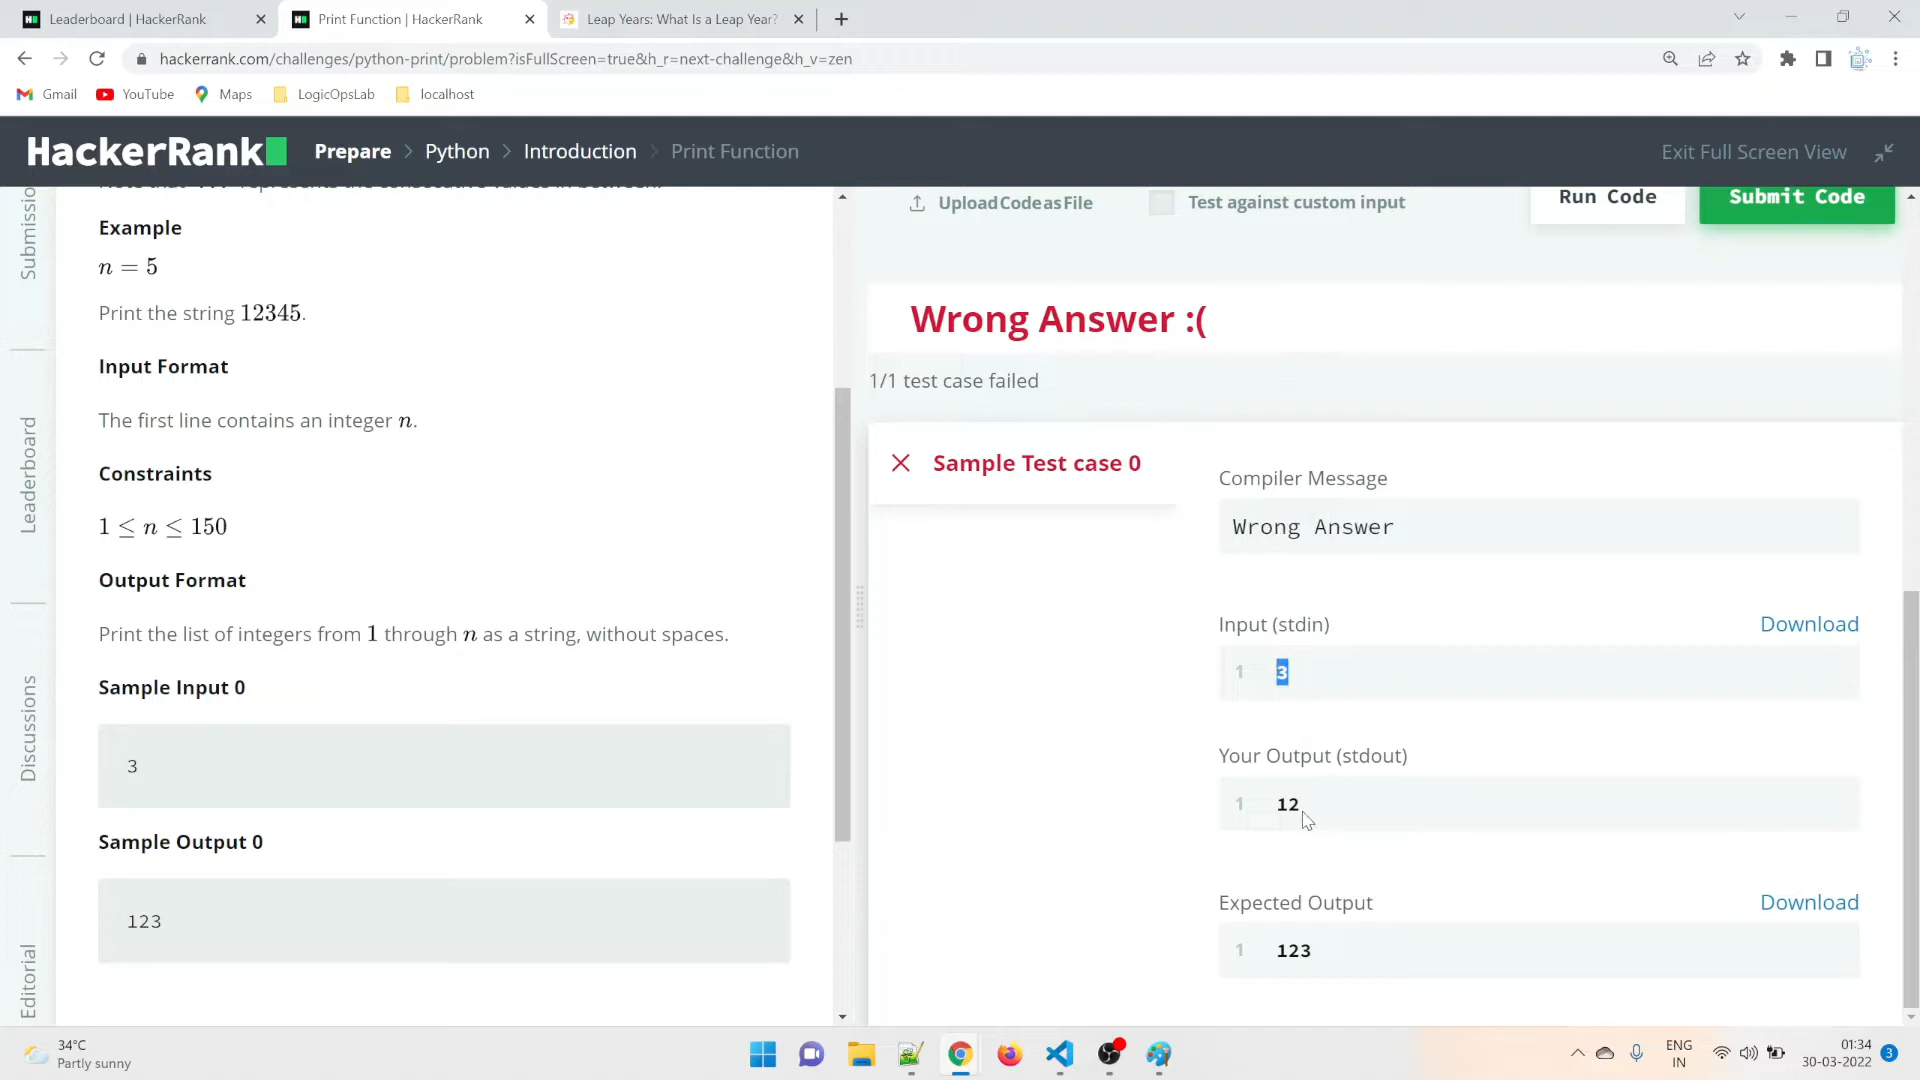 Leaderboard | HackerRank
Print Function | HackerRank
Leap Years: What Is a Leap Year?
hackerrank.com/challenges/python-print/problem?isFullScreen=true&h_r=next-challenge&h_v=zen
Gmail
YouTube
Maps
LogicOpsLab
localhost
HackerRank
Prepare > Python > Introduction > Print Function
Exit Full Screen View
Submissio
Leaderboard
Discussions
Editorial
Example
n = 5
Print the string 12345.
Input Format
The first line contains an integer n.
Constraints
1 ≤ n ≤ 150
Output Format
Print the list of integers from 1 through n as a string, without spaces.
Sample Input 0
3
Sample Output 0
123
Upload Code as File
Test against custom input
Run Code
Submit Code
Wrong Answer :(
1/1 test case failed
Sample Test case 0
Compiler Message
Wrong Answer
Input (stdin)
Download
1 3
Your Output (stdout)
1 12
Expected Output
Download
1 123
34°C
Partly sunny
ENG
IN
01:34
30-03-2022
3